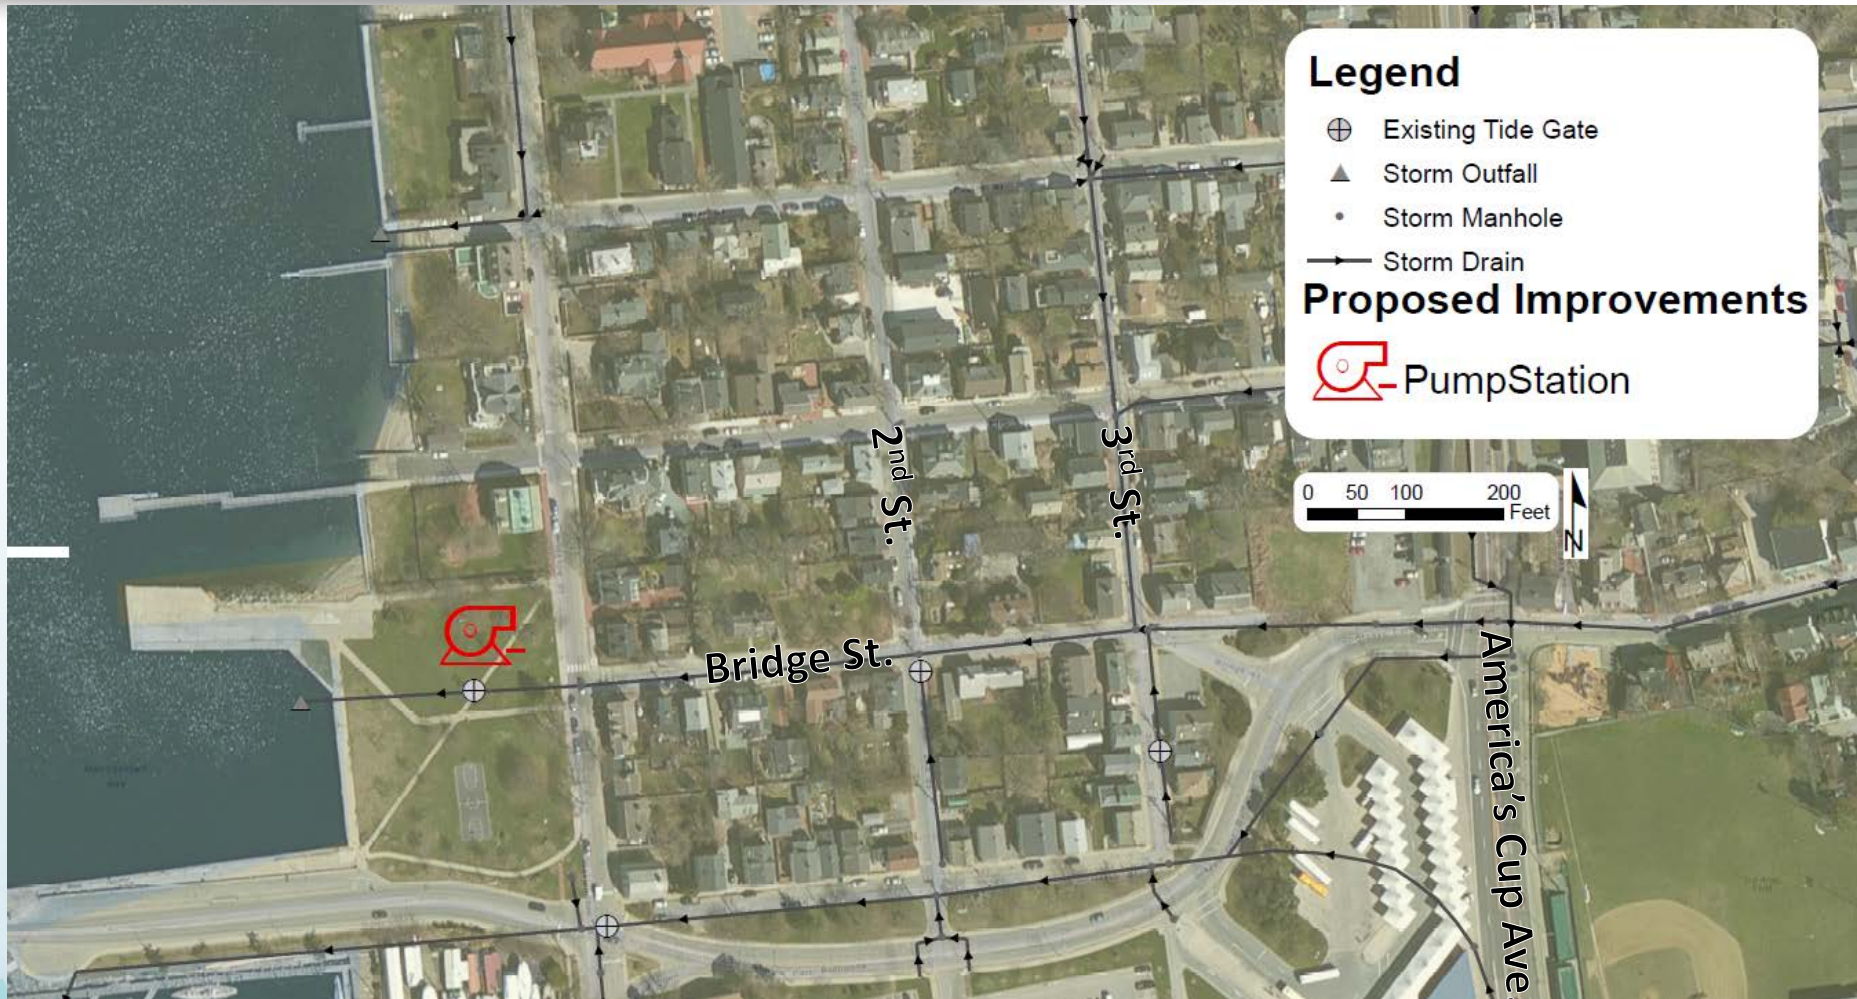 Legend
Existing Tide Gate
Storm Outfall
Storm Manhole
Storm Drain
Proposed Improvements
PumpStation
2nd St.
3rd St.
0 50 100 200
Feet
N
Bridge St.
America's Cup Ave.